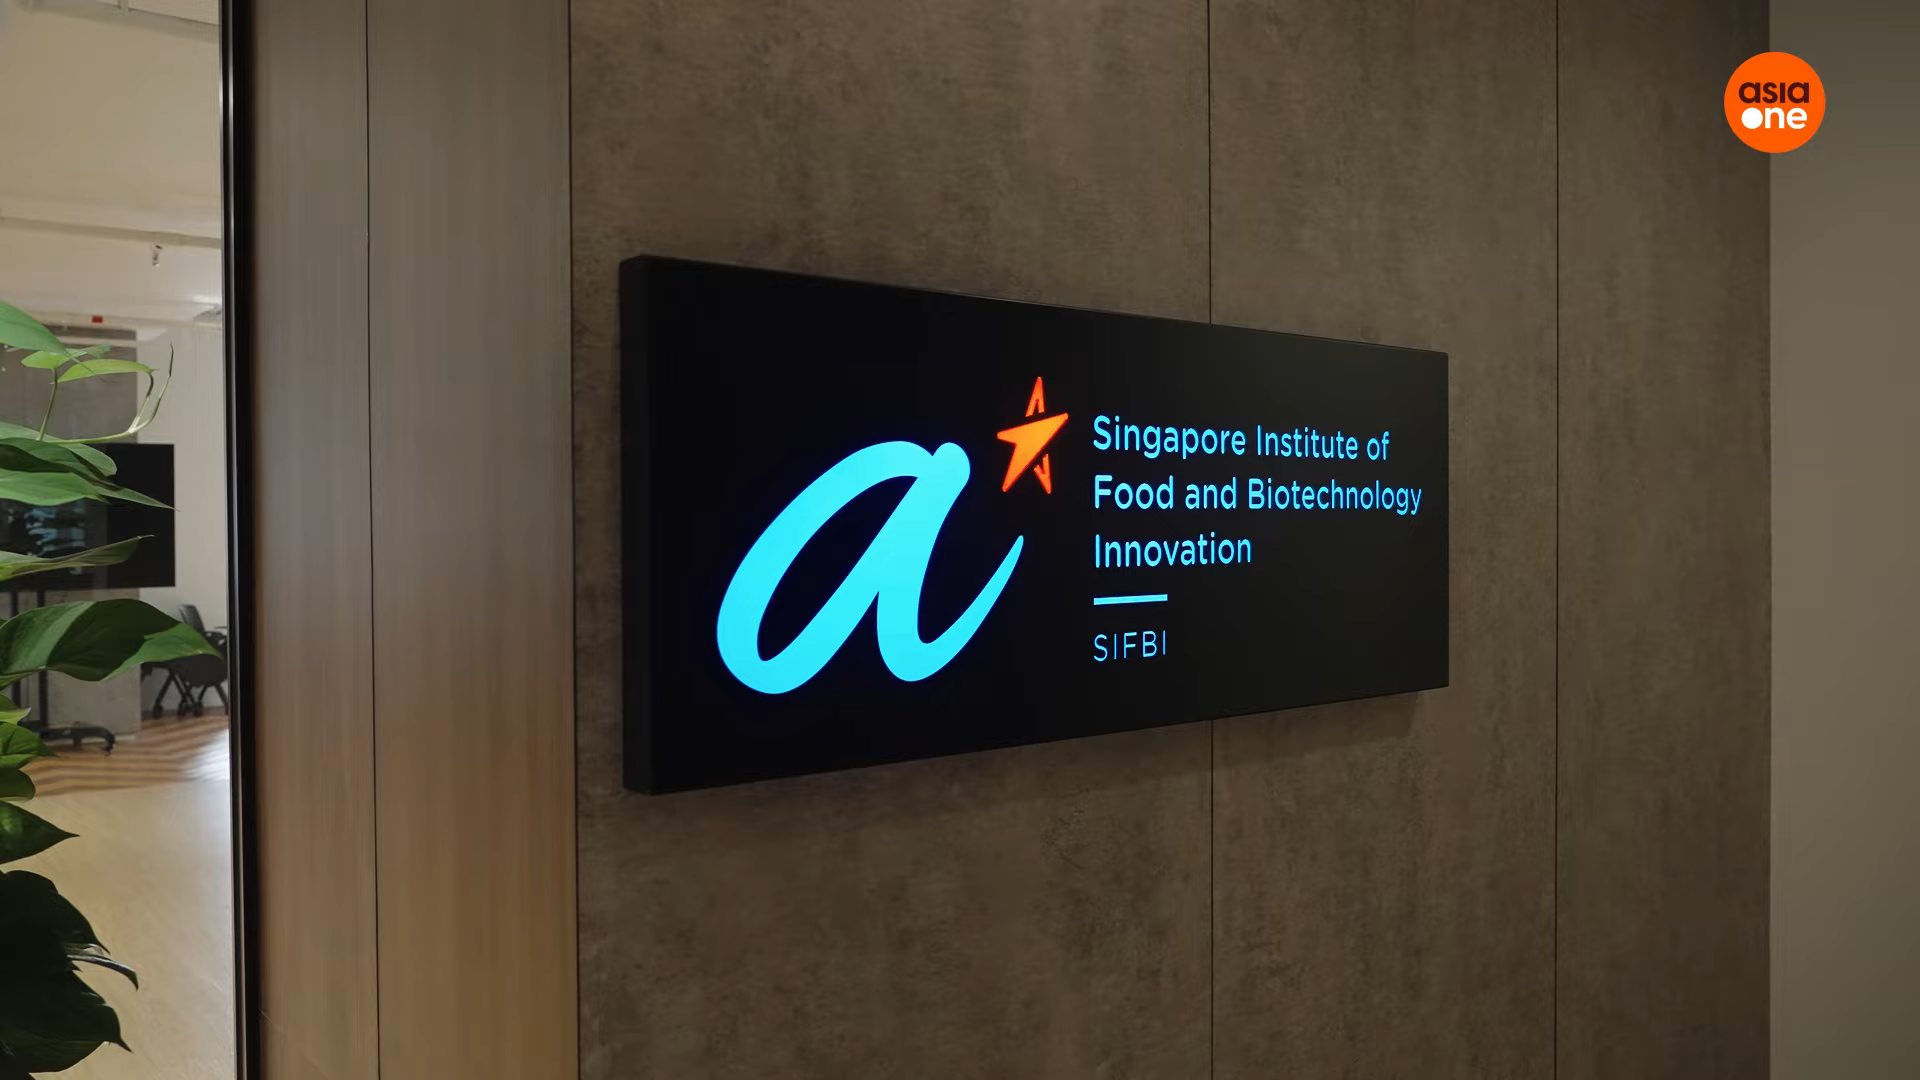 asia
one
a
Singapore Institute of
Food and Biotechnology
Innovation
SIFBI